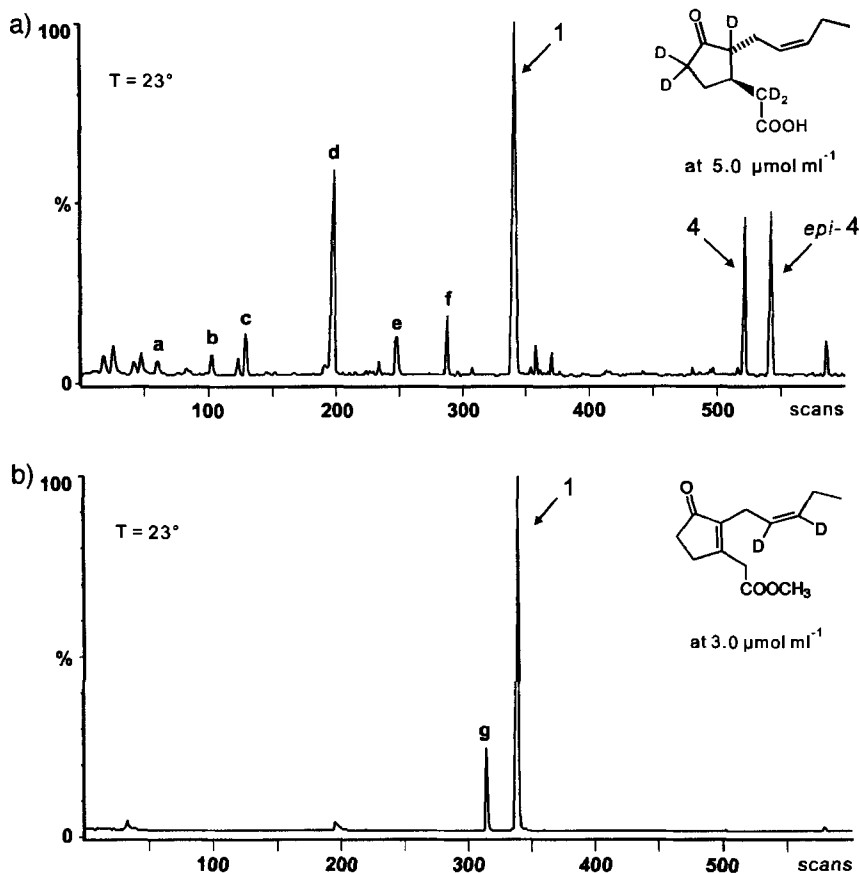 a)
100
%
0
T = 23°
a
b
c
d
e
f
1
4
epi-4
100
200
300
400
500
scans
O
D
D
D
CD₂
COOH
at 5.0 µmol ml⁻¹
b)
100
%
0
T = 23°
g
1
100
200
300
400
500
scans
O
D
D
COOCH₃
at 3.0 µmol ml⁻¹